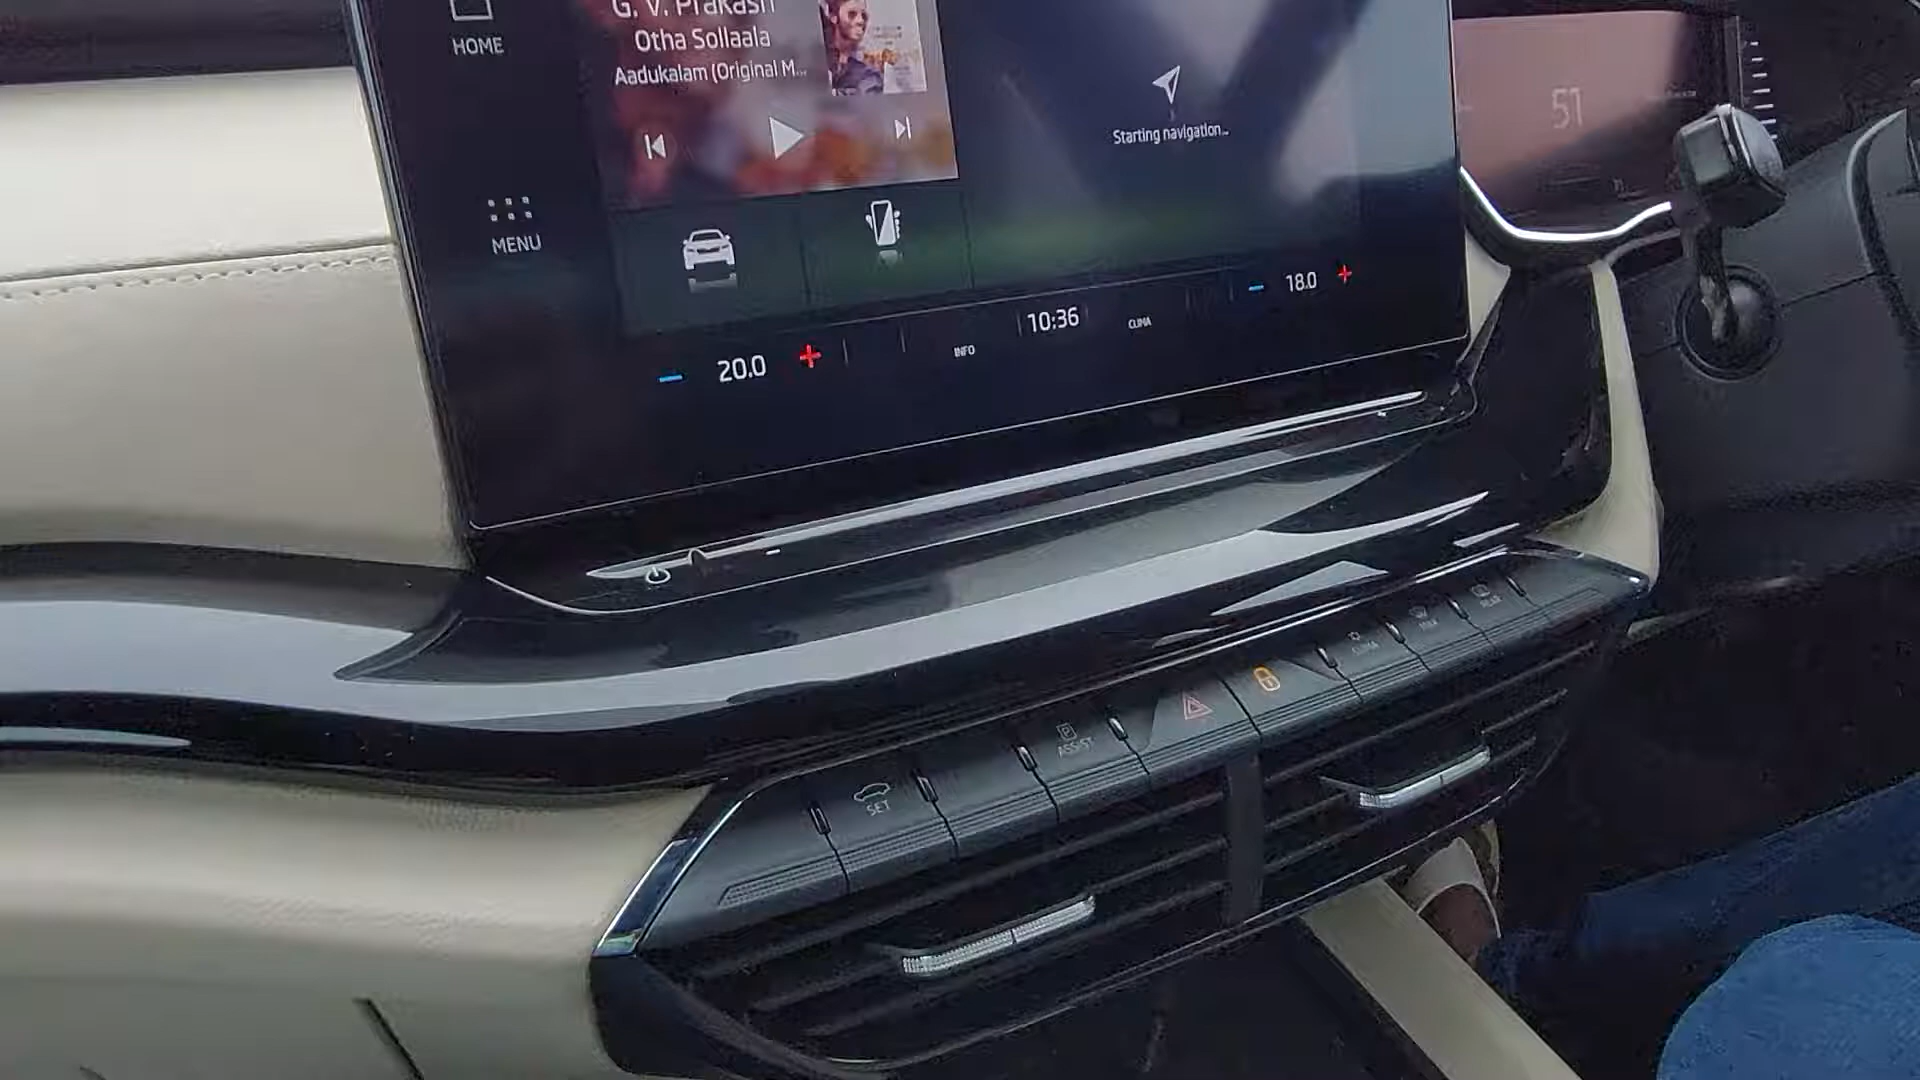 HOME
G. V. Prakash
Otha Sollaala
Aadukalam (Original M...
MENU
Starting navigation...
51
20.0
INFO
10:36
CLIMA
18.0
SET
P
ASSIST
CLIMA
MAX
REAR